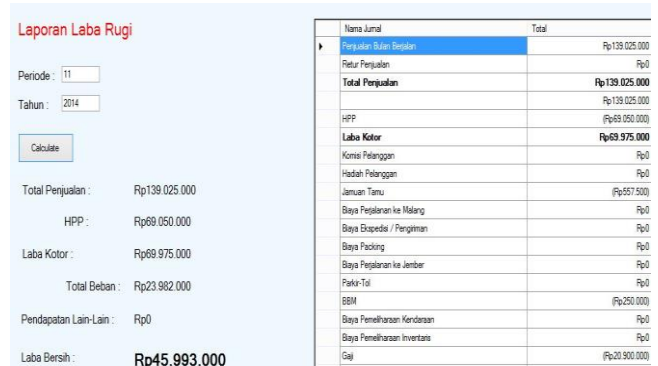 Laporan Laba Rugi
Periode : 11
Tahun : 2014
Calculate
Total Penjualan : Rp139.025.000
HPP : Rp69.050.000
Laba Kotor : Rp69.975.000
Total Beban : Rp23.982.000
Pendapatan Lain-Lain : Rp0
Laba Bersih : Rp45.993.000
Nama Jurnal Total
Penjualan Bulan Berjalan Rp139.025.000
Retur Penjualan Rp0
Total Penjualan Rp139.025.000
Rp139.025.000
HPP (Rp69.050.000)
Laba Kotor Rp69.975.000
Komisi Pelanggan Rp0
Hadiah Pelanggan Rp0
Jamuan Tamu (Rp557.500)
Biaya Perjalanan ke Malang Rp0
Biaya Ekspedisi / Pengiriman Rp0
Biaya Packing Rp0
Biaya Perjalanan ke Jember Rp0
Parkir-Tol Rp0
BBM (Rp250.000)
Biaya Pemeliharaan Kendaraan Rp0
Biaya Pemeliharaan Inventaris Rp0
Gaji (Rp20.900.000)